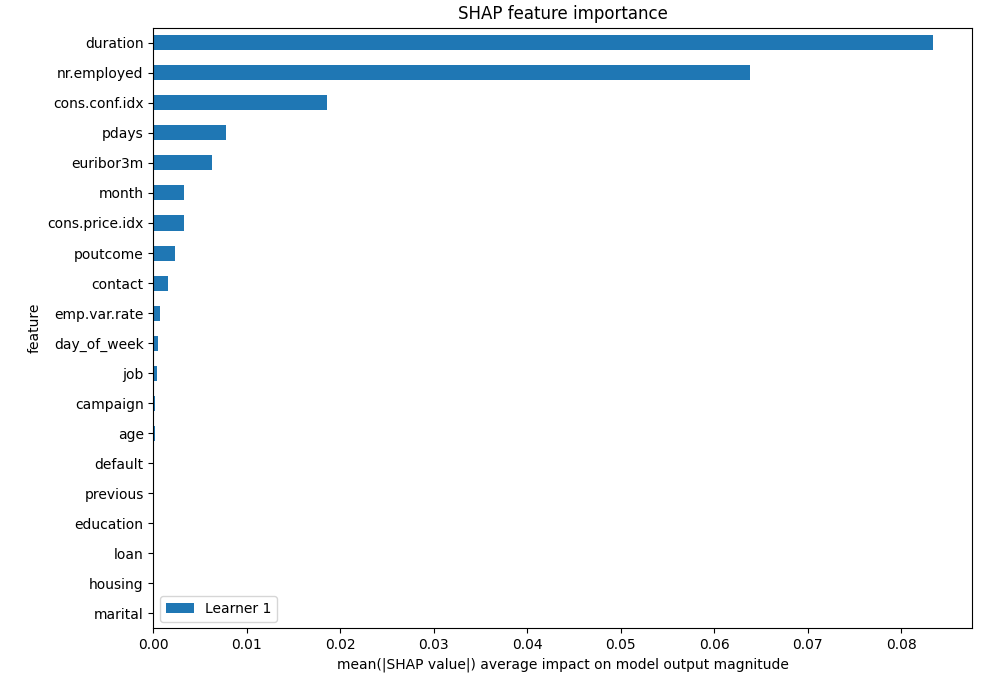 SHAP feature importance
duration
nr.employed
cons.conf.idx
pdays
euribor3m
month
cons.price.idx
poutcome
contact
emp.var.rate
day_of_week
job
campaign
age
default
previous
education
loan
housing
marital
feature
Learner 1
0.00 0.01 0.02 0.03 0.04 0.05 0.06 0.07 0.08
mean(|SHAP value|) average impact on model output magnitude